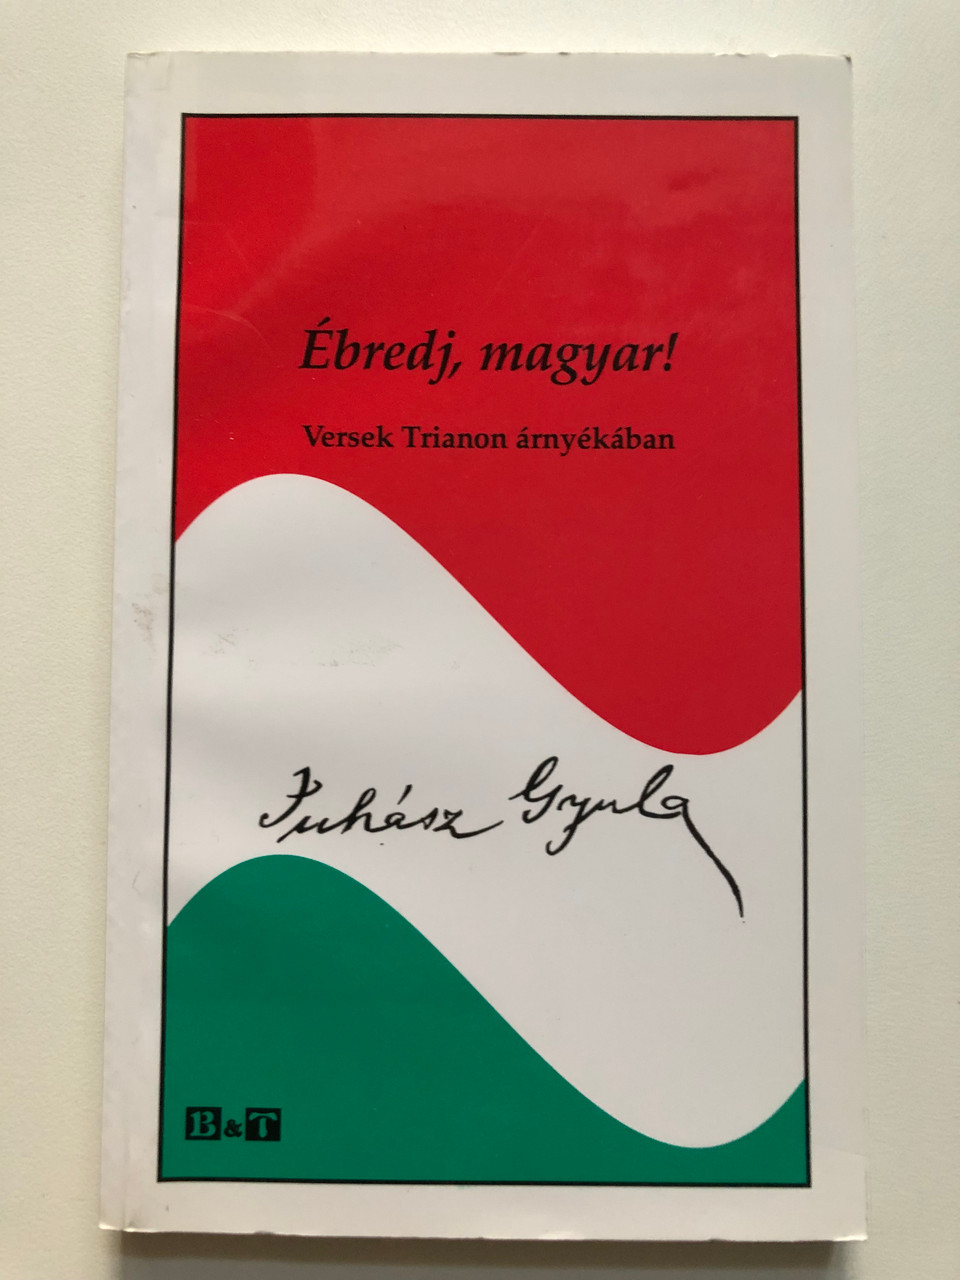 Ébredj, magyar!
Versek Trianon árnyékában
Juhász Gyula
B&T